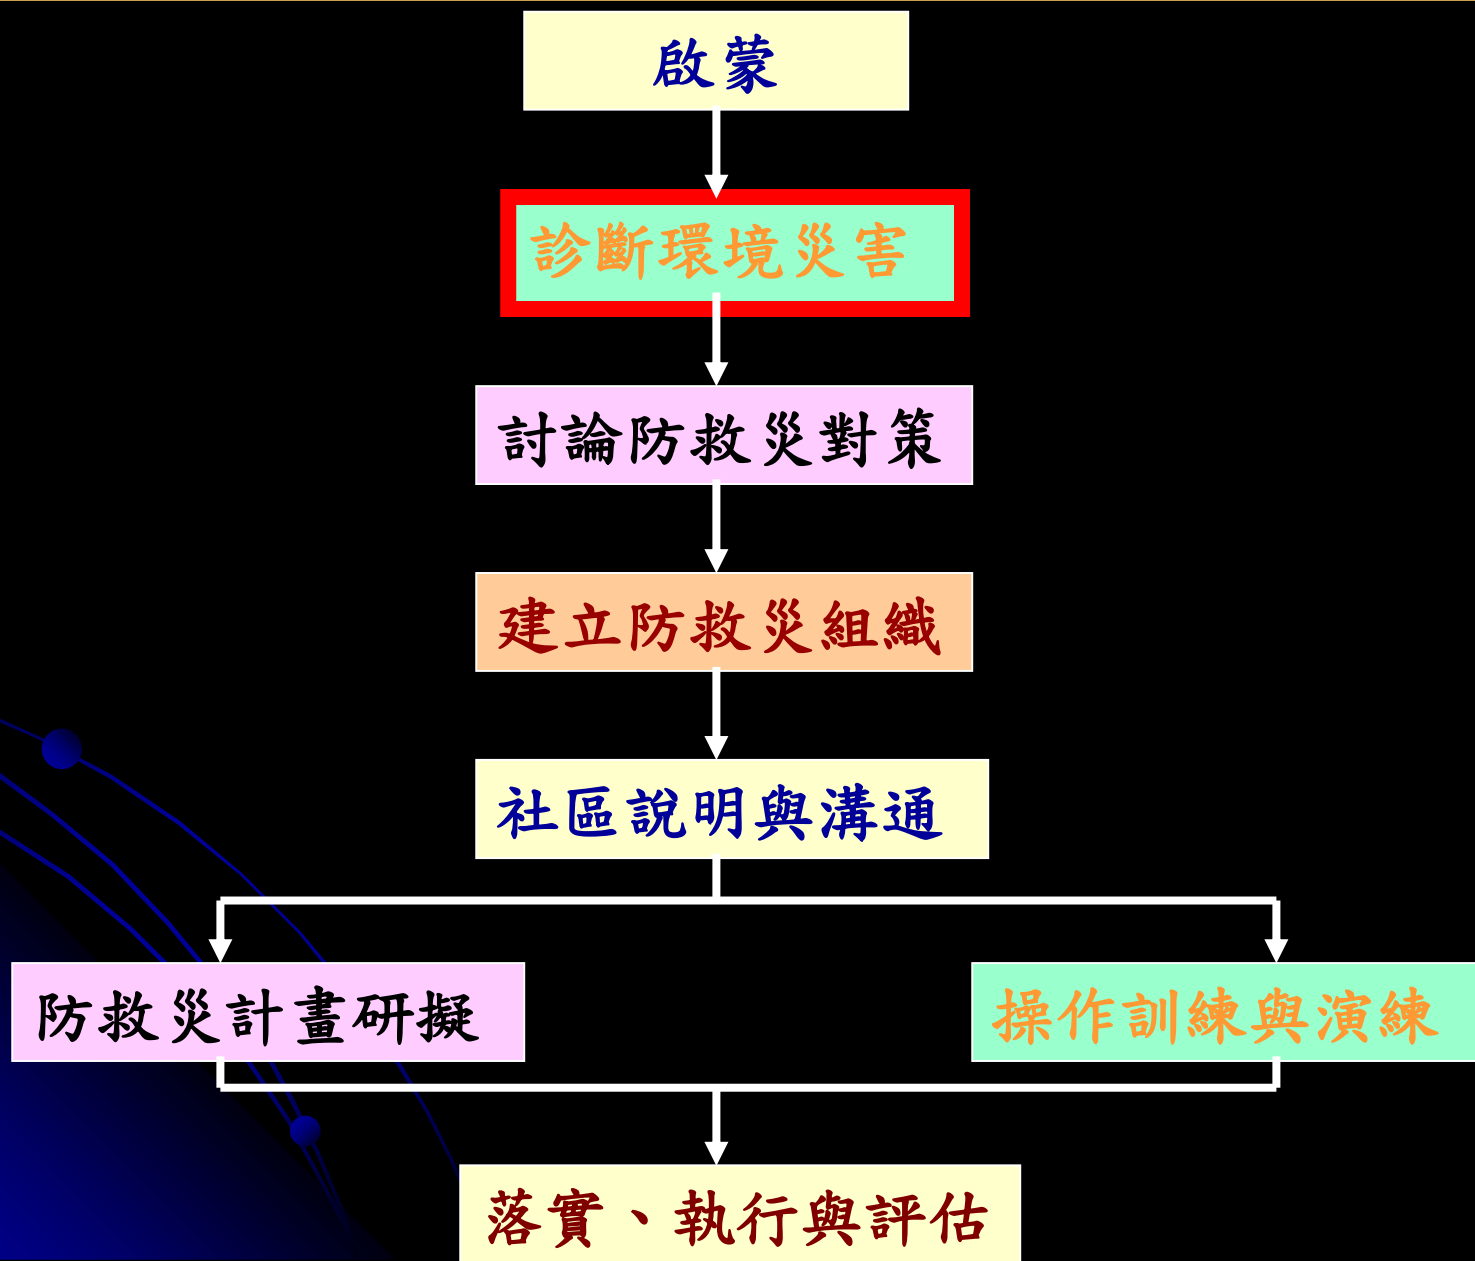 啟蒙
診斷環境災害
討論防救災對策
建立防救災組織
社區說明與溝通
防救災計畫研擬
操作訓練與演練
落實、執行與評估